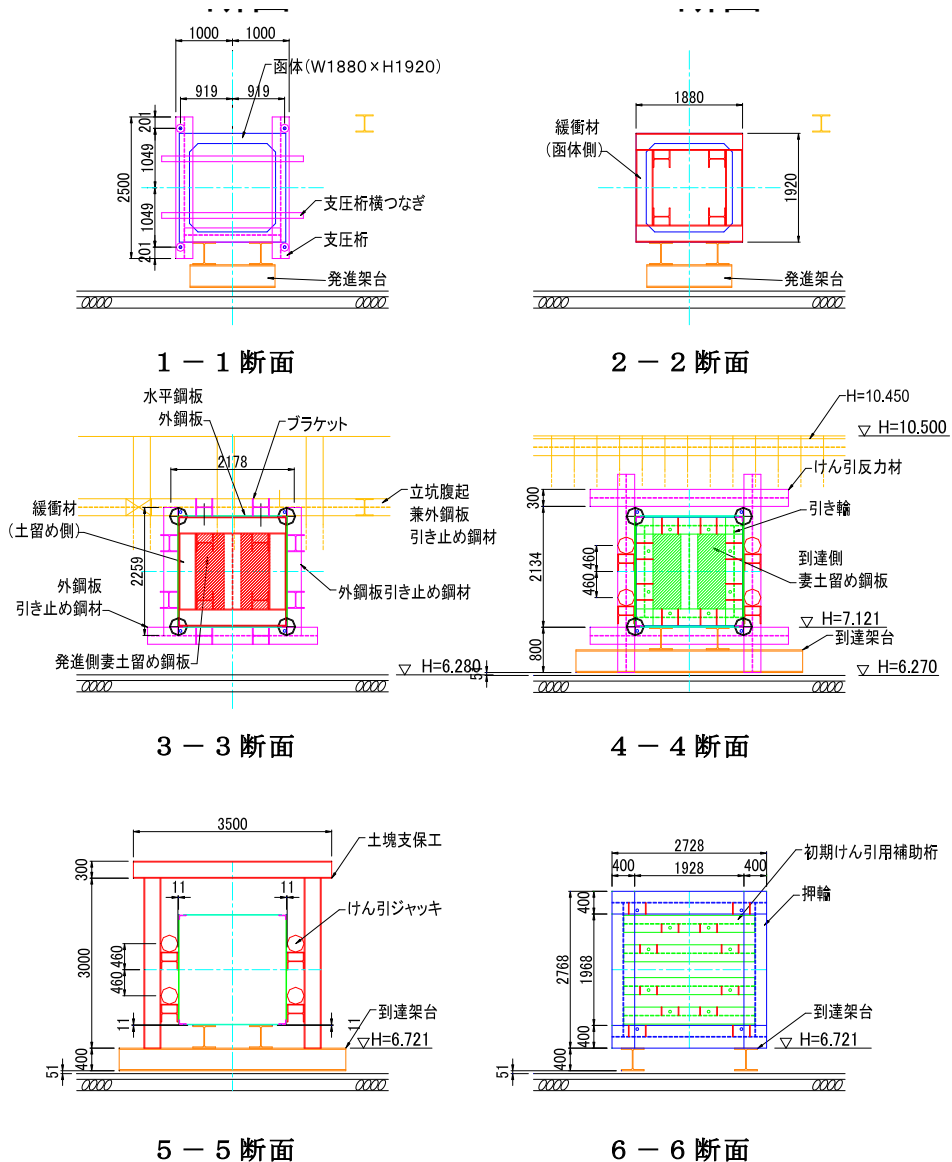 断面
断面
1000
1000
函体(W1880×H1920)
919
919
201
1049
2500
1049
201
支圧桁横つなぎ
支圧桁
発進架台
1－1断面
1880
緩衝材
(函体側)
1920
発進架台
2－2断面
水平鋼板
外鋼板
ブラケット
2178
緩衝材
(土留め側)
立坑腹起
兼外鋼板
引き止め鋼材
2259
外鋼板
引き止め鋼材
外鋼板引き止め鋼材
発進側妻土留め鋼板
H=6.280
3－3断面
H=10.450
H=10.500
けん引反力材
300
引き輪
460
460
2134
到達側
妻土留め鋼板
H=7.121
到達架台
800
H=6.270
4－4断面
3500
土塊支保工
300
11
11
けん引ジャッキ
3000
460
460
11
11
到達架台
H=6.721
400
51
5－5断面
2728
初期けん引用補助桁
400
1928
400
押輪
400
2768
1968
400
到達架台
H=6.721
400
51
6－6断面